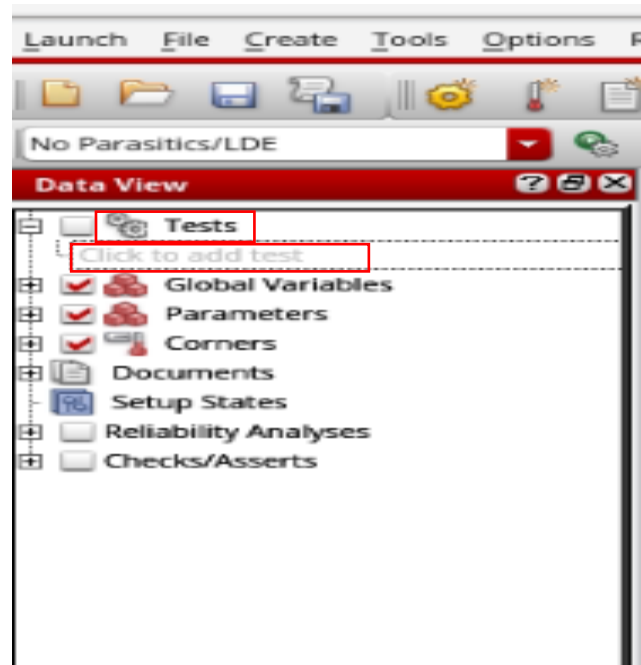 Launch File Create Tools Options
No Parasitics/LDE
Data View
Tests
Click to add test
Global Variables
Parameters
Corners
Documents
Setup States
Reliability Analyses
Checks/Asserts